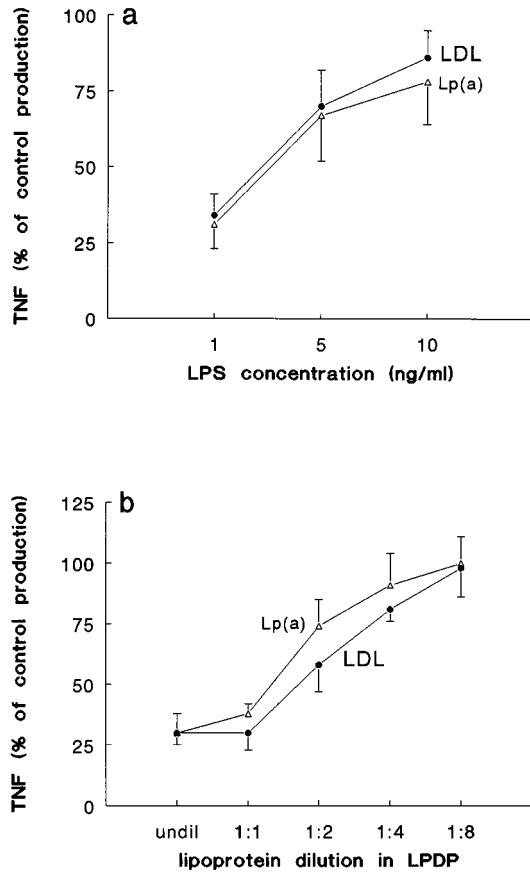 a
100
75
50
25
0
TNF (% of control production)
LDL
Lp(a)
1 5 10
LPS concentration (ng/ml)
b
125
100
75
50
25
0
TNF (% of control production)
Lp(a)
LDL
undil 1:1 1:2 1:4 1:8
lipoprotein dilution in LPDP